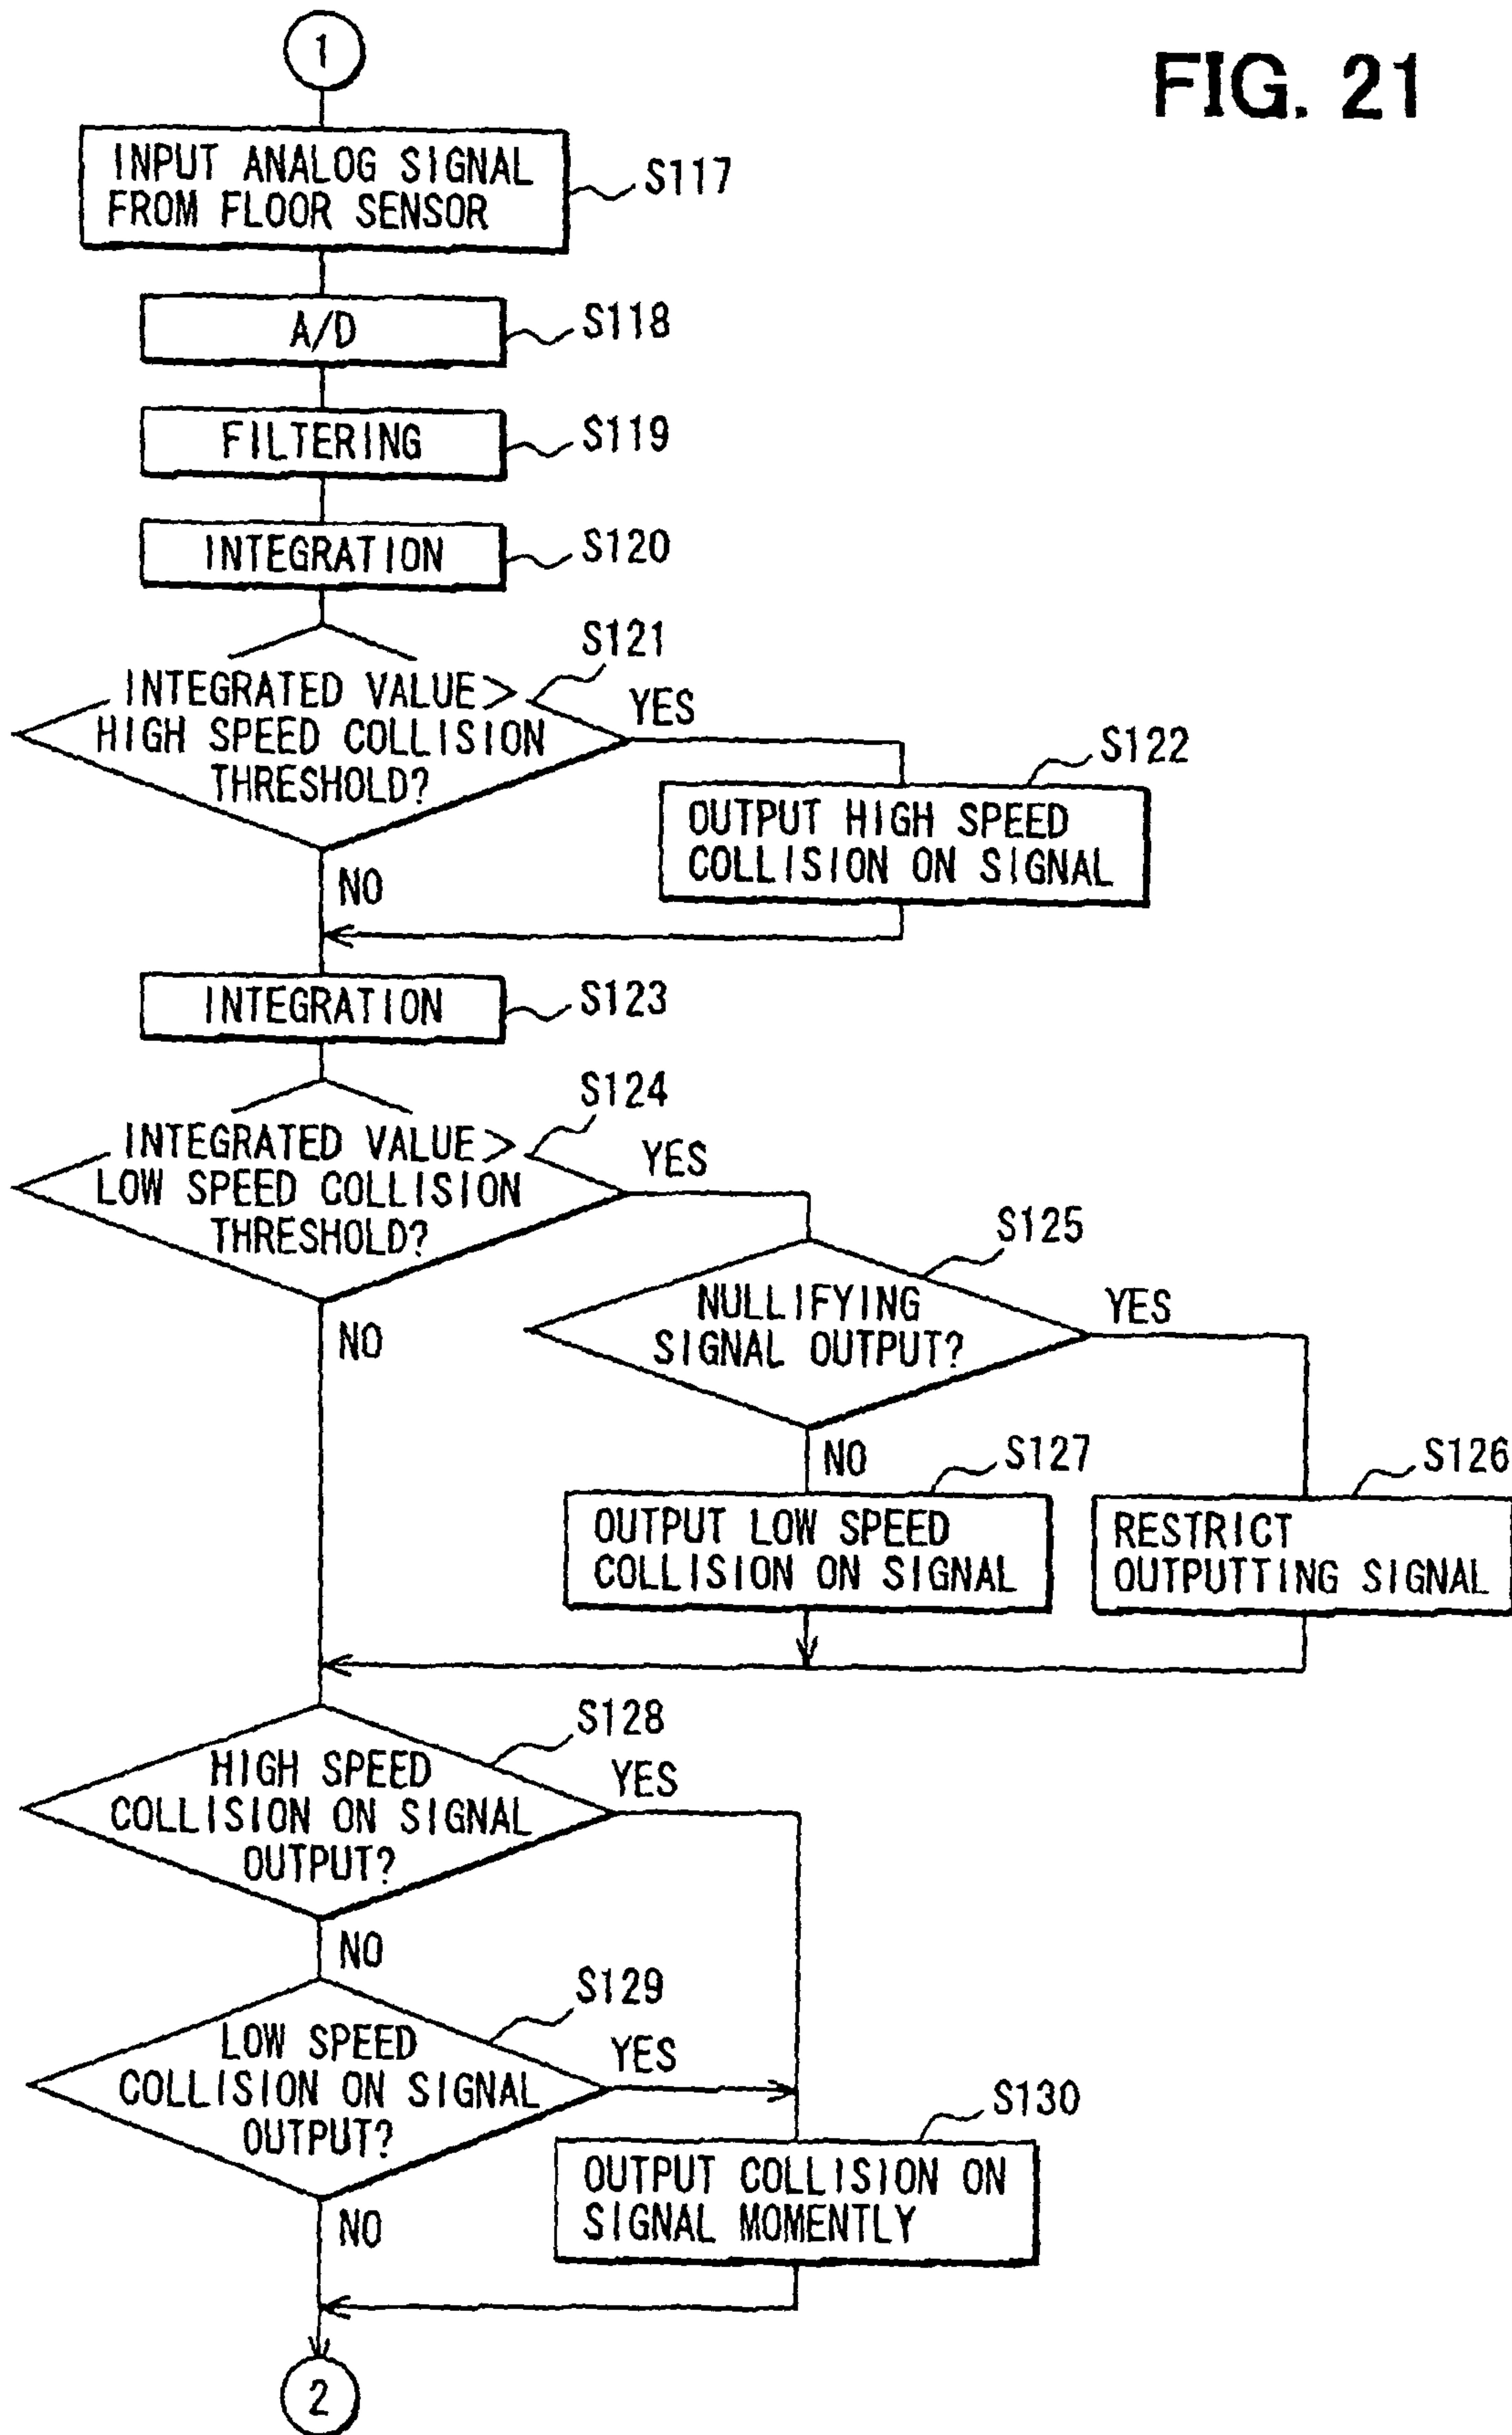 FIG. 21
1
INPUT ANALOG SIGNAL
FROM FLOOR SENSOR
S117
A/D
S118
FILTERING
S119
INTEGRATION
S120
S121
INTEGRATED VALUE>
HIGH SPEED COLLISION
THRESHOLD?
YES
NO
S122
OUTPUT HIGH SPEED
COLLISION ON SIGNAL
INTEGRATION
S123
S124
INTEGRATED VALUE>
LOW SPEED COLLISION
THRESHOLD?
YES
NO
S125
NULLIFYING
SIGNAL OUTPUT?
YES
NO
S127
OUTPUT LOW SPEED
COLLISION ON SIGNAL
S126
RESTRICT
OUTPUTTING SIGNAL
S128
HIGH SPEED
COLLISION ON SIGNAL
OUTPUT?
YES
NO
S129
LOW SPEED
COLLISION ON SIGNAL
OUTPUT?
YES
NO
S130
OUTPUT COLLISION ON
SIGNAL MOMENTLY
2